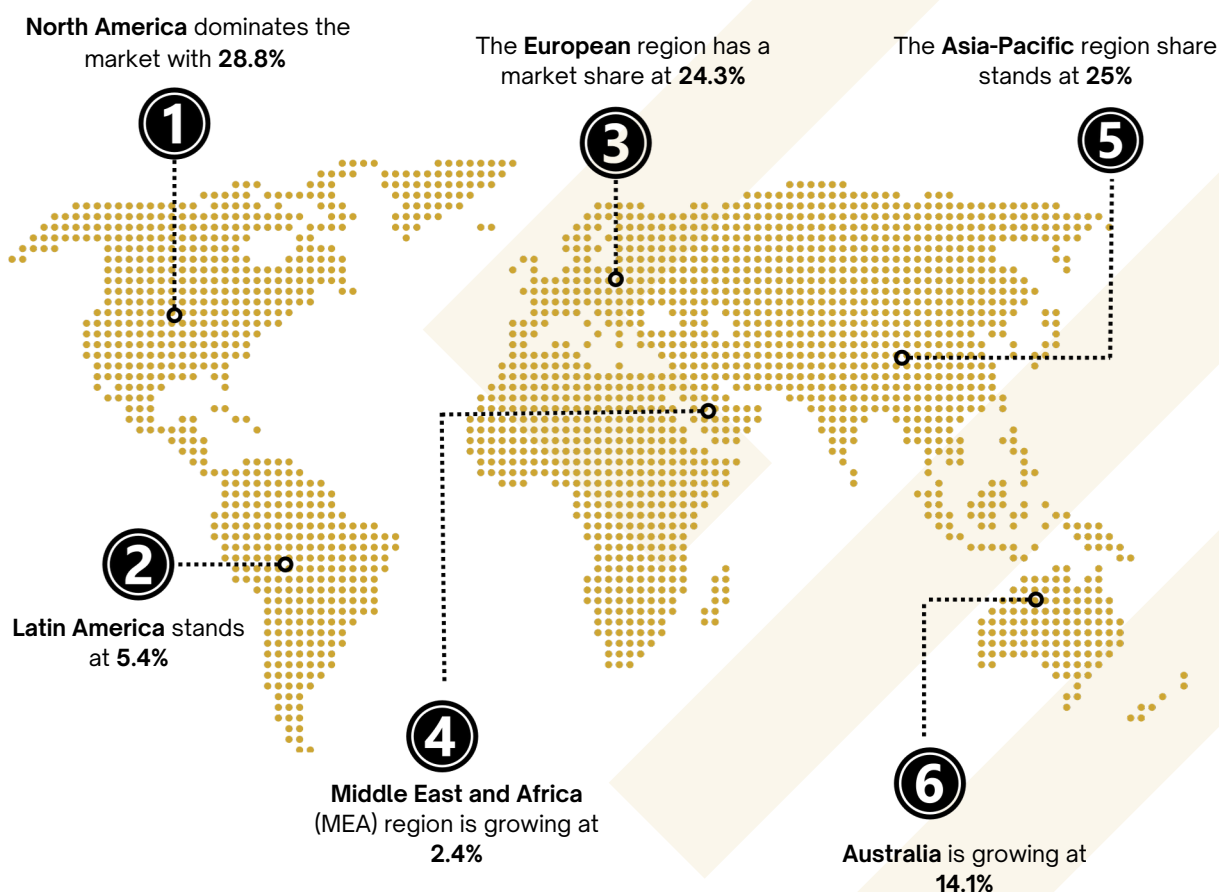 North America dominates the
market with 28.8%
1
The European region has a
market share at 24.3%
3
The Asia-Pacific region share
stands at 25%
5
2
Latin America stands
at 5.4%
4
Middle East and Africa
(MEA) region is growing at
2.4%
6
Australia is growing at
14.1%